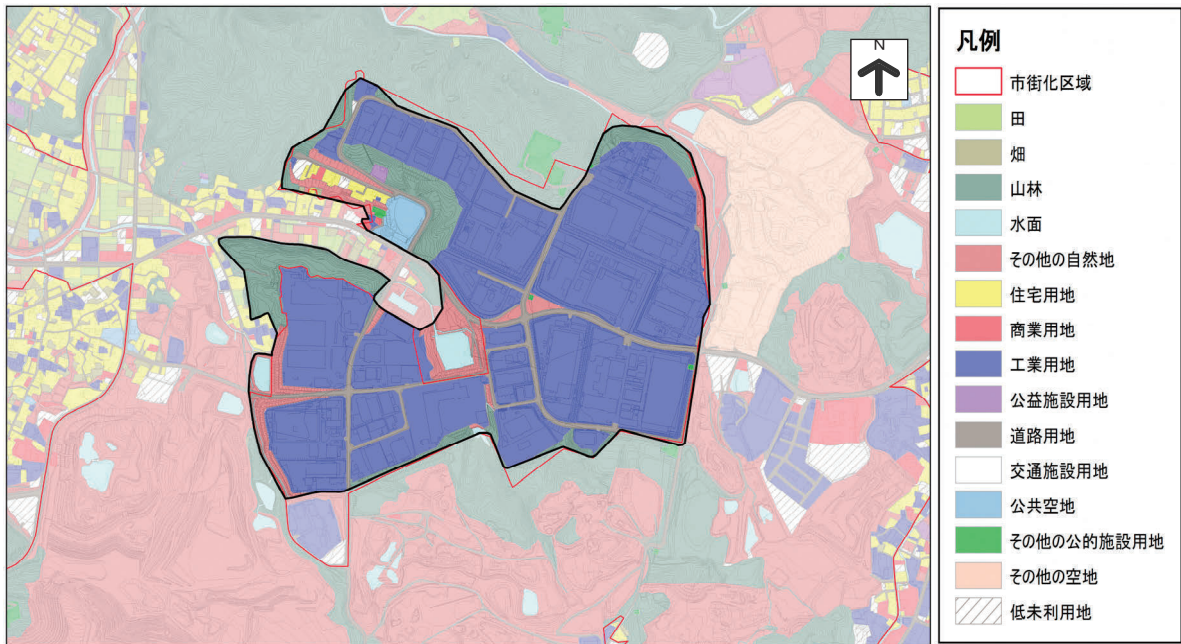 N
凡例
市街化区域
田
畑
山林
水面
その他の自然地
住宅用地
商業用地
工業用地
公益施設用地
道路用地
交通施設用地
公共空地
その他の公的施設用地
その他の空地
低未利用地